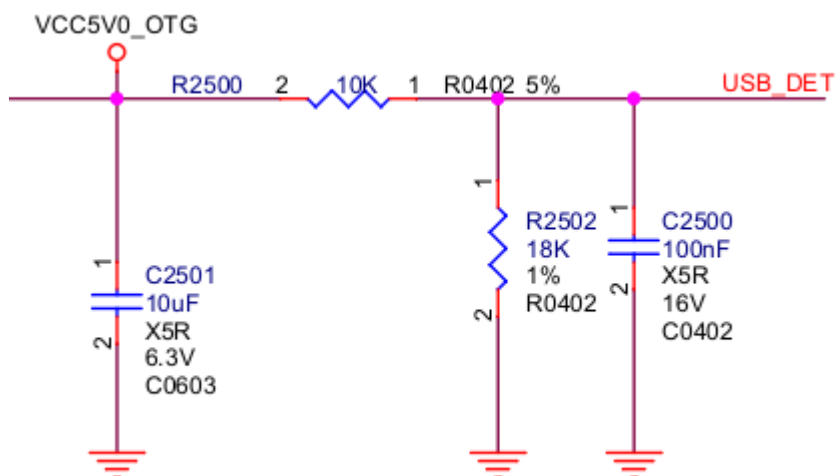 VCC5V0_OTG
R2500 2 10K 1 R0402 5% USB_DET
1
R2502
18K
1%
R0402
2
1
C2500
100nF
X5R
16V
C0402
2
1
C2501
10uF
X5R
6.3V
C0603
2